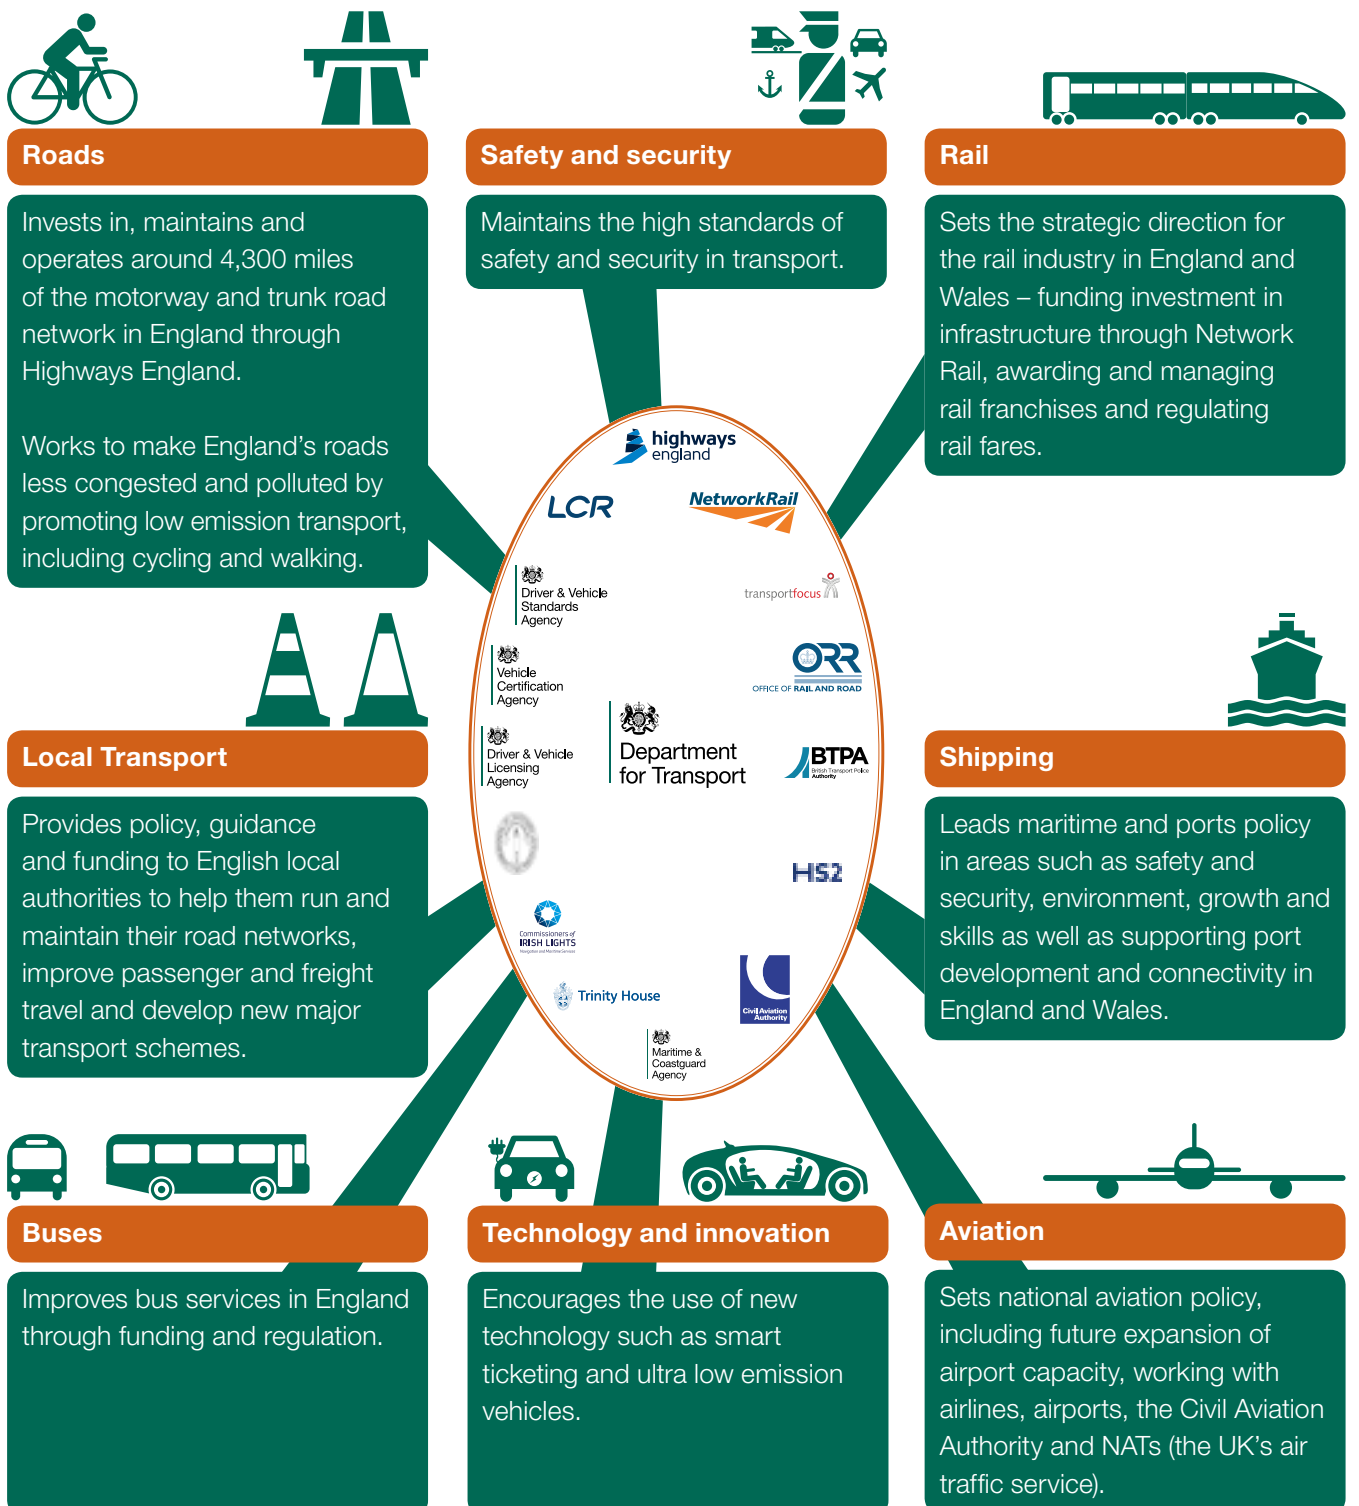 Roads
Invests in, maintains and
operates around 4,300 miles
of the motorway and trunk road
network in England through
Highways England.
Works to make England’s roads
less congested and polluted by
promoting low emission transport,
including cycling and walking.
Safety and security
Maintains the high standards of
safety and security in transport.
Rail
Sets the strategic direction for
the rail industry in England and
Wales – funding investment in
infrastructure through Network
Rail, awarding and managing
rail franchises and regulating
rail fares.
highways
england
LCR
NetworkRail
Driver & Vehicle
Standards
Agency
transportfocus
Vehicle
Certification
Agency
ORR
OFFICE OF RAIL AND ROAD
Driver & Vehicle
Licensing
Agency
Department
for Transport
BTPA
British Transport Police
Authority
HS2
Commissioners of
IRISH LIGHTS
Navigation and Maritime Services
Trinity House
Civil Aviation
Authority
Maritime &
Coastguard
Agency
Local Transport
Provides policy, guidance
and funding to English local
authorities to help them run and
maintain their road networks,
improve passenger and freight
travel and develop new major
transport schemes.
Shipping
Leads maritime and ports policy
in areas such as safety and
security, environment, growth and
skills as well as supporting port
development and connectivity in
England and Wales.
Buses
Improves bus services in England
through funding and regulation.
Technology and innovation
Encourages the use of new
technology such as smart
ticketing and ultra low emission
vehicles.
Aviation
Sets national aviation policy,
including future expansion of
airport capacity, working with
airlines, airports, the Civil Aviation
Authority and NATs (the UK’s air
traffic service).